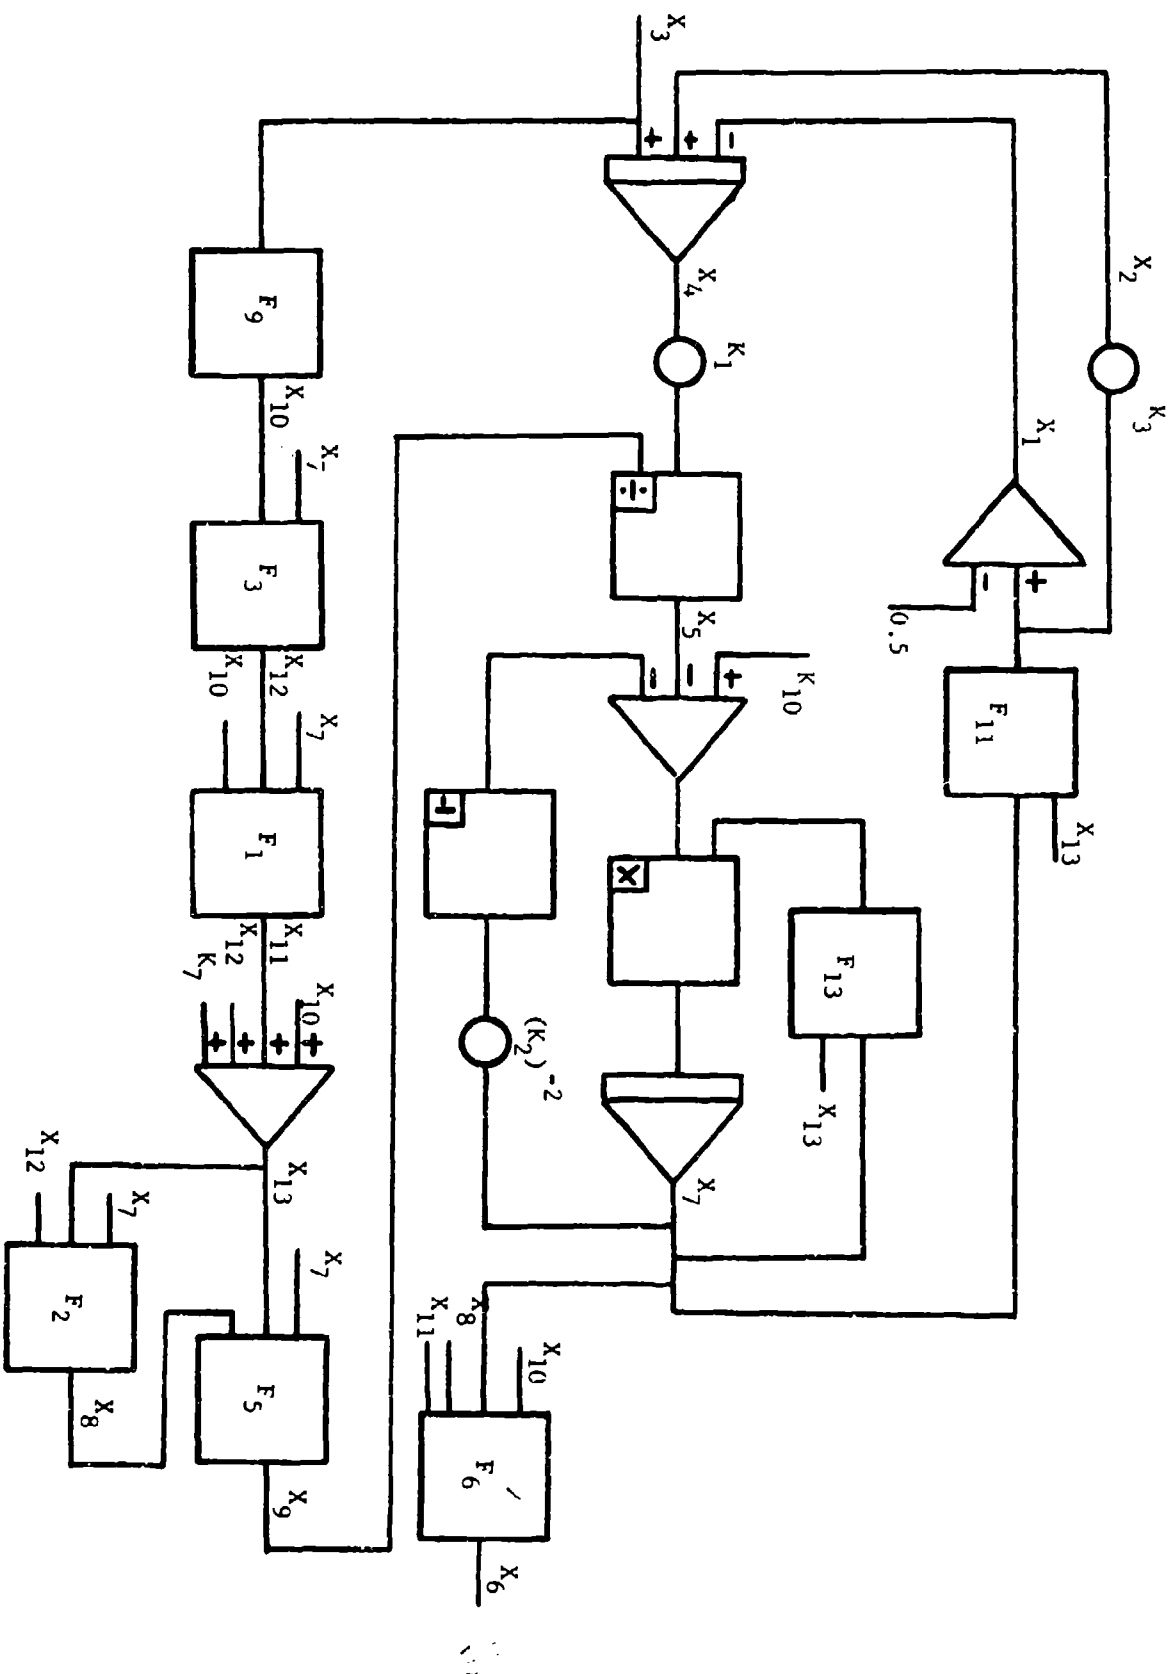 X3
X2
K3
X1
+
+
-
X4
K1
÷
X5
-
+
0.5
F11
X13
-
-
+
K10
×
F13
X13
÷
(K2)-2
X7
F9
X10
F3
X12
X10
X7
F1
X11
X12
K7
X10
+
+
+
+
X13
X12
X7
F2
X8
X7
F5
X9
X11
X8
X10
F6
X6